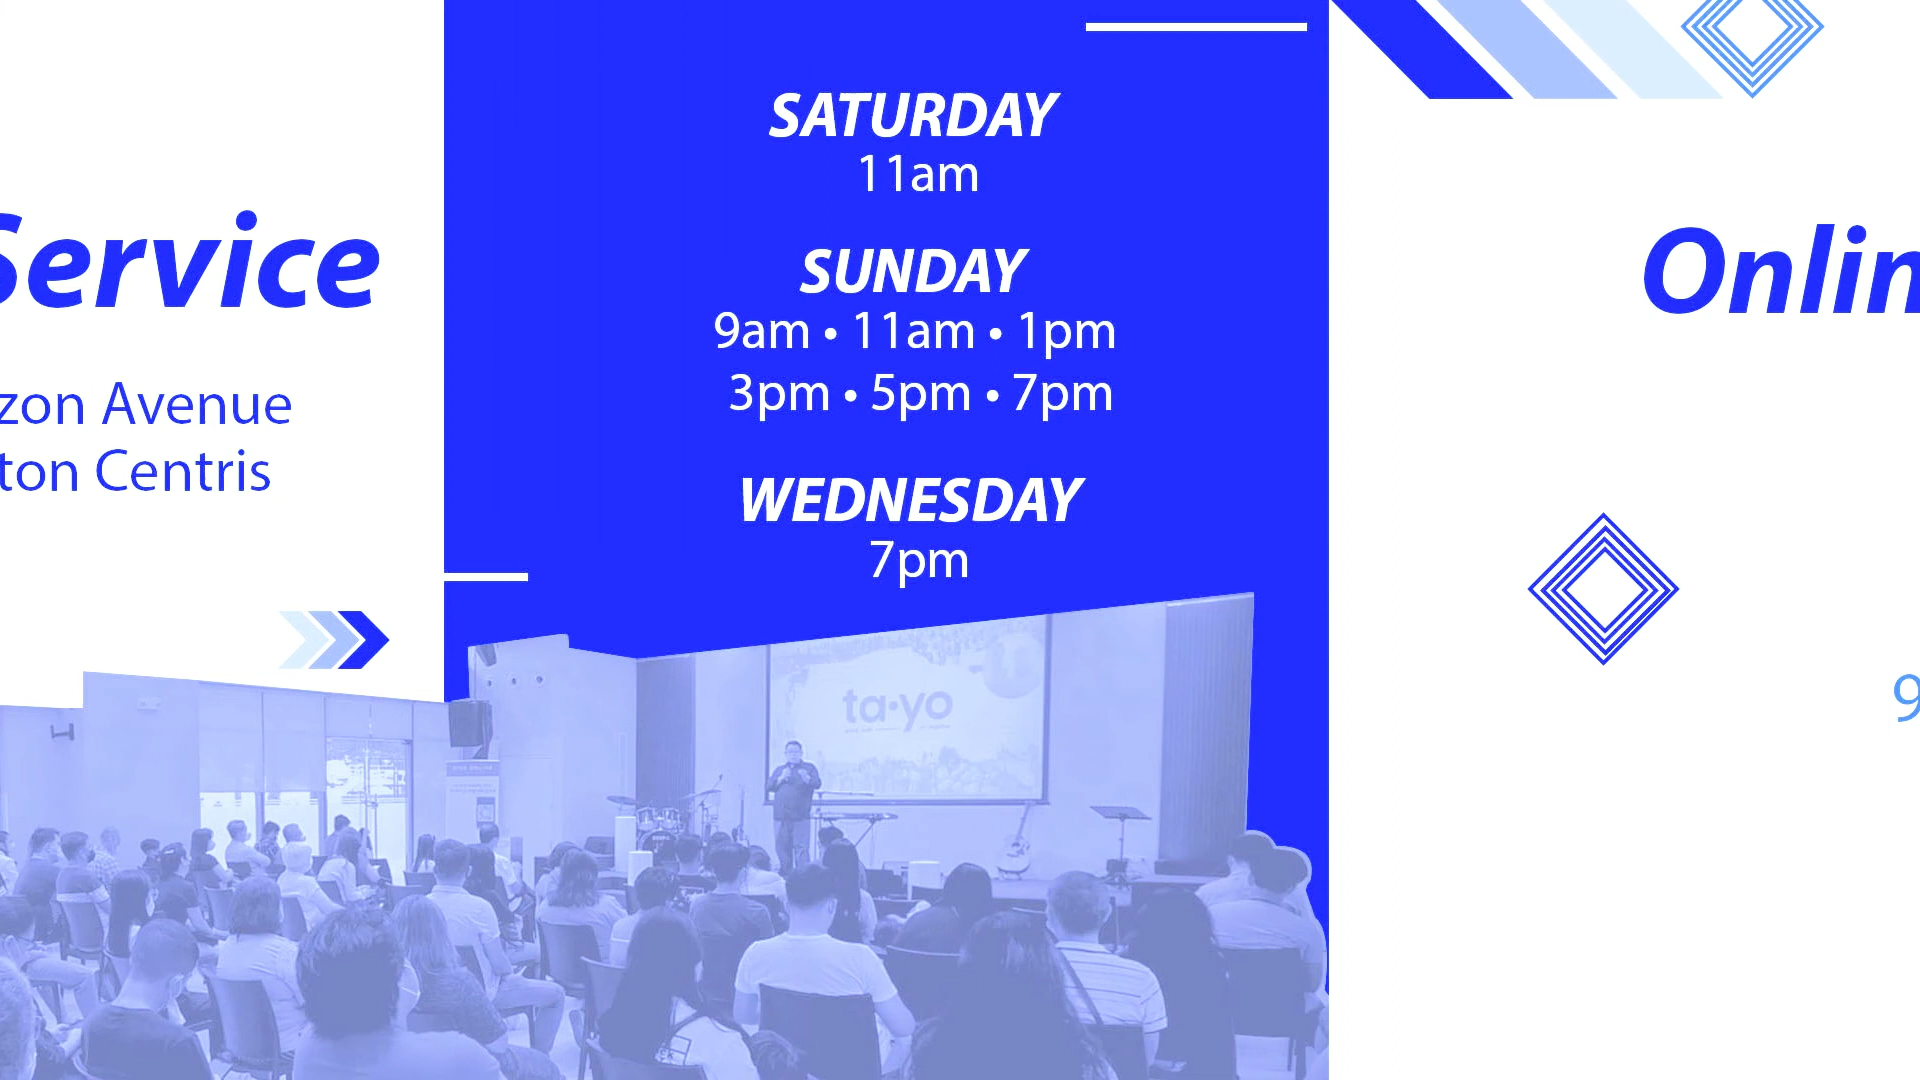 Service
zon Avenue
ton Centris
SATURDAY
11am
SUNDAY
9am • 11am • 1pm
3pm • 5pm • 7pm
WEDNESDAY
7pm
ta•yo
Onlin
9